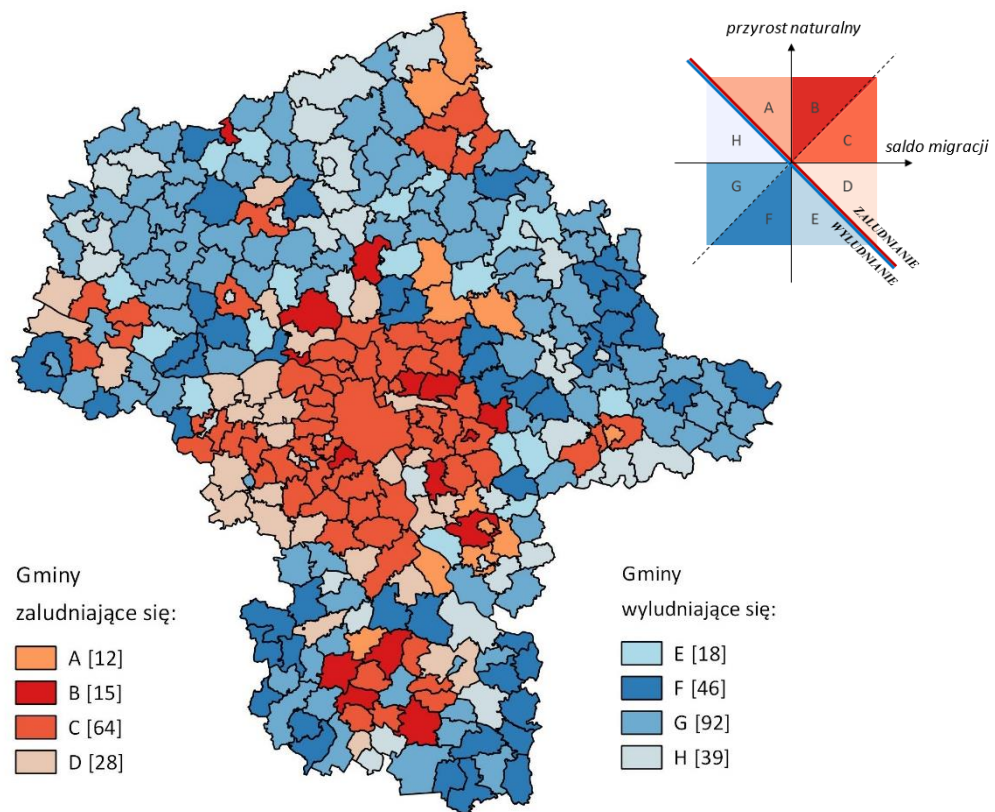 przyrost naturalny
A
B
H
C
saldo migracji
G
D
F
E
ZALUDNIANIE
WYLUDNIANIE
Gminy
zaludniające się:
A [12]
B [15]
C [64]
D [28]
Gminy
wyludniające się:
E [18]
F [46]
G [92]
H [39]